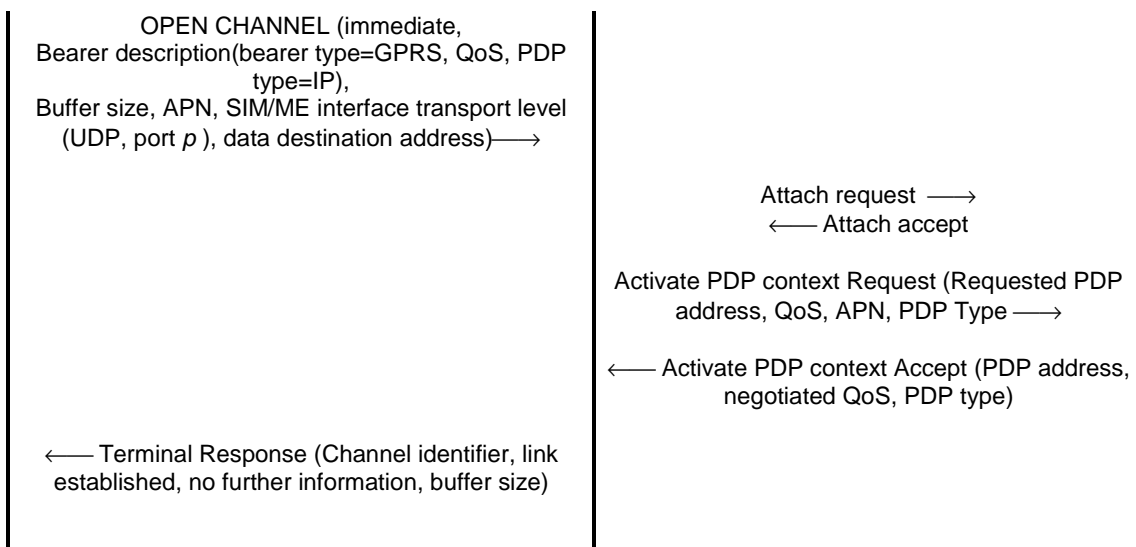 OPEN CHANNEL (immediate,
Bearer description(bearer type=GPRS, QoS, PDP
type=IP),
Buffer size, APN, SIM/ME interface transport level
(UDP, port p ), data destination address)⟶
Attach request ⟶
⟵ Attach accept
Activate PDP context Request (Requested PDP
address, QoS, APN, PDP Type ⟶
⟵ Activate PDP context Accept (PDP address,
negotiated QoS, PDP type)
⟵ Terminal Response (Channel identifier, link
established, no further information, buffer size)